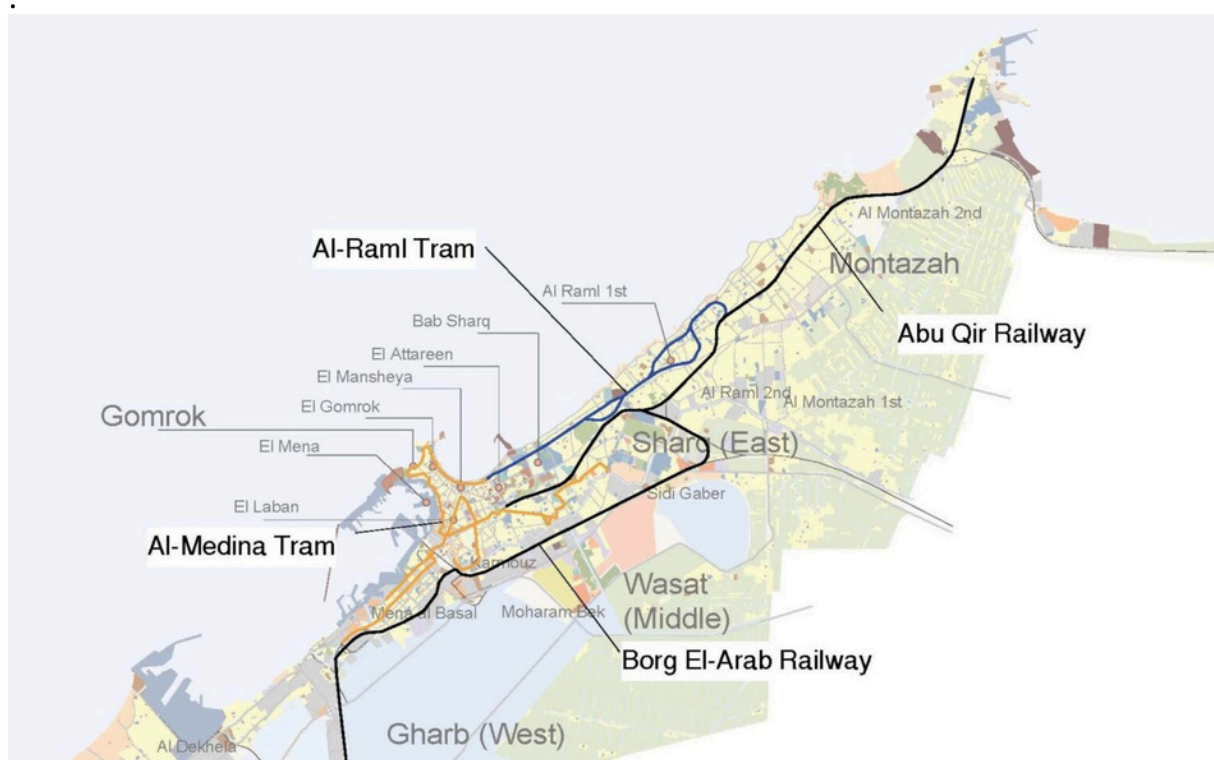 .
Al Montazah 2nd
Al-Raml Tram
Montazah
Al Raml 1st
Bab Sharq
Abu Qir Railway
El Attareen
El Mansheya
Al Raml 2nd
Al Montazah 1st
El Gomrok
Gomrok
Sharq (East)
El Mena
Sidi Gaber
El Laban
Al-Medina Tram
Karmouz
Wasat
(Middle)
Mena al Basal
Moharam Bek
Borg El-Arab Railway
Gharb (West)
Al Dekhela